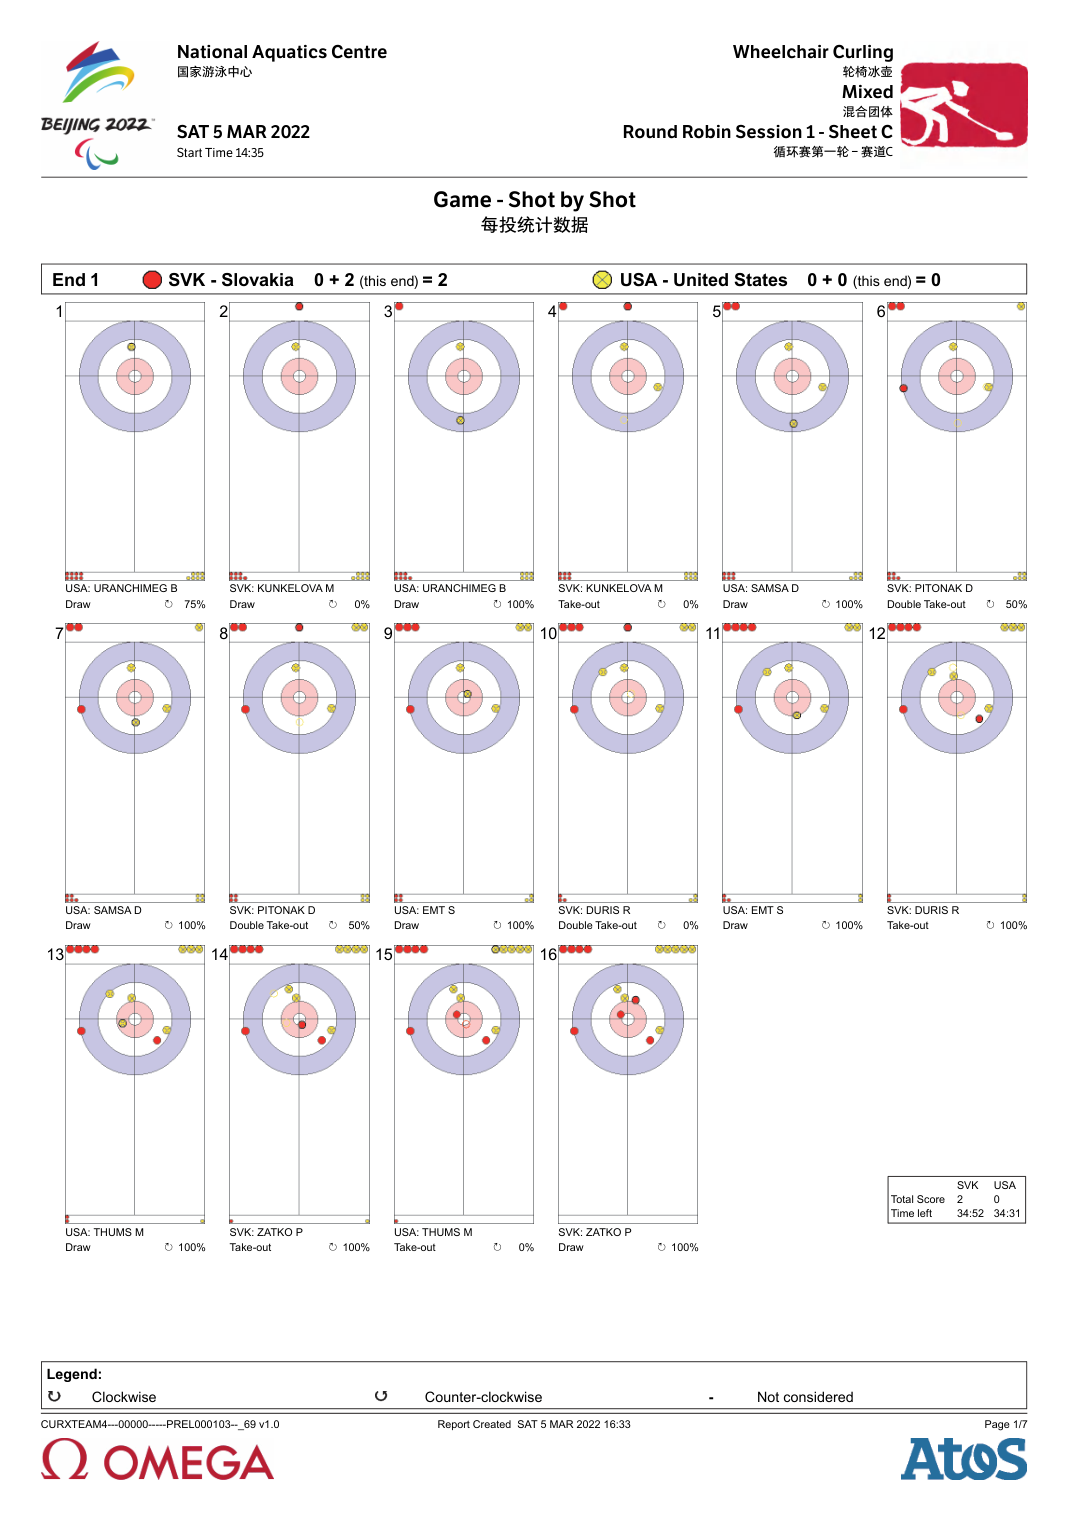 National Aquatics Centre
国家游泳中心
SAT 5 MAR 2022
Start Time 14:35
Wheelchair Curling
轮椅冰壶
Mixed
混合团体
Round Robin Session 1 - Sheet C
循环赛第一轮 – 赛道C
BEIJING 2022
Game - Shot by Shot
每投统计数据
End 1 SVK - Slovakia 0 + 2 (this end) = 2 USA - United States 0 + 0 (this end) = 0
1 2 3 4 5 6
USA: URANCHIMEG B SVK: KUNKELOVA M USA: URANCHIMEG B SVK: KUNKELOVA M USA: SAMSA D SVK: PITONAK D
Draw ↻ 75% Draw ↻ 0% Draw ↻ 100% Take-out ↻ 0% Draw ↻ 100% Double Take-out ↻ 50%
7 8 9 10 11 12
USA: SAMSA D SVK: PITONAK D USA: EMT S SVK: DURIS R USA: EMT S SVK: DURIS R
Draw ↻ 100% Double Take-out ↻ 50% Draw ↻ 100% Double Take-out ↻ 0% Draw ↻ 100% Take-out ↻ 100%
13 14 15 16
USA: THUMS M SVK: ZATKO P USA: THUMS M SVK: ZATKO P
Draw ↻ 100% Take-out ↻ 100% Take-out ↻ 0% Draw ↻ 100%
SVK USA
Total Score 2 0
Time left 34:52 34:31
Legend:
↻ Clockwise ↺ Counter-clockwise - Not considered
CURXTEAM4---00000-----PREL000103--_69 v1.0 Report Created SAT 5 MAR 2022 16:33 Page 1/7
OMEGA
Atos